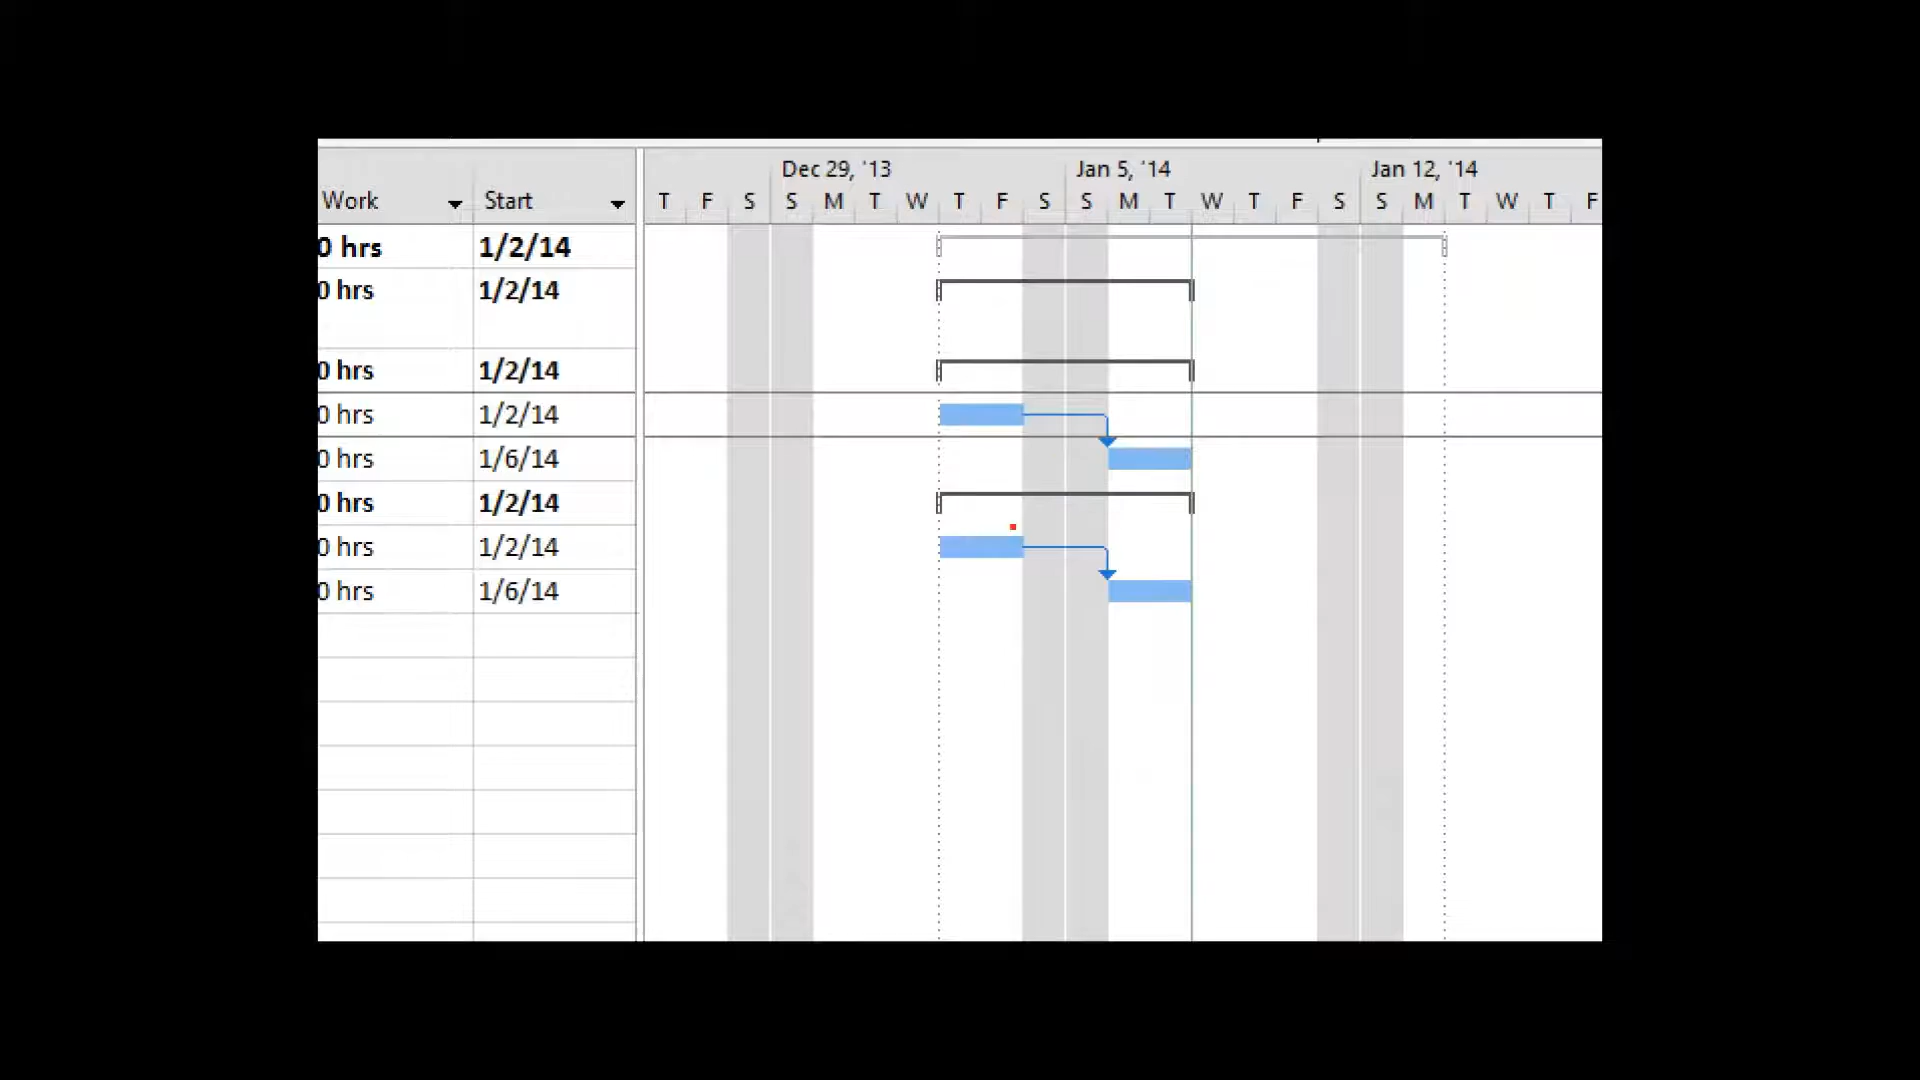 Dec 29, '13 Jan 5, '14 Jan 12, '14
Work Start T F S S M T W T F S S M T W T F S S M T W T F
0 hrs 1/2/14
0 hrs 1/2/14
0 hrs 1/2/14
0 hrs 1/2/14
0 hrs 1/6/14
0 hrs 1/2/14
0 hrs 1/2/14
0 hrs 1/6/14